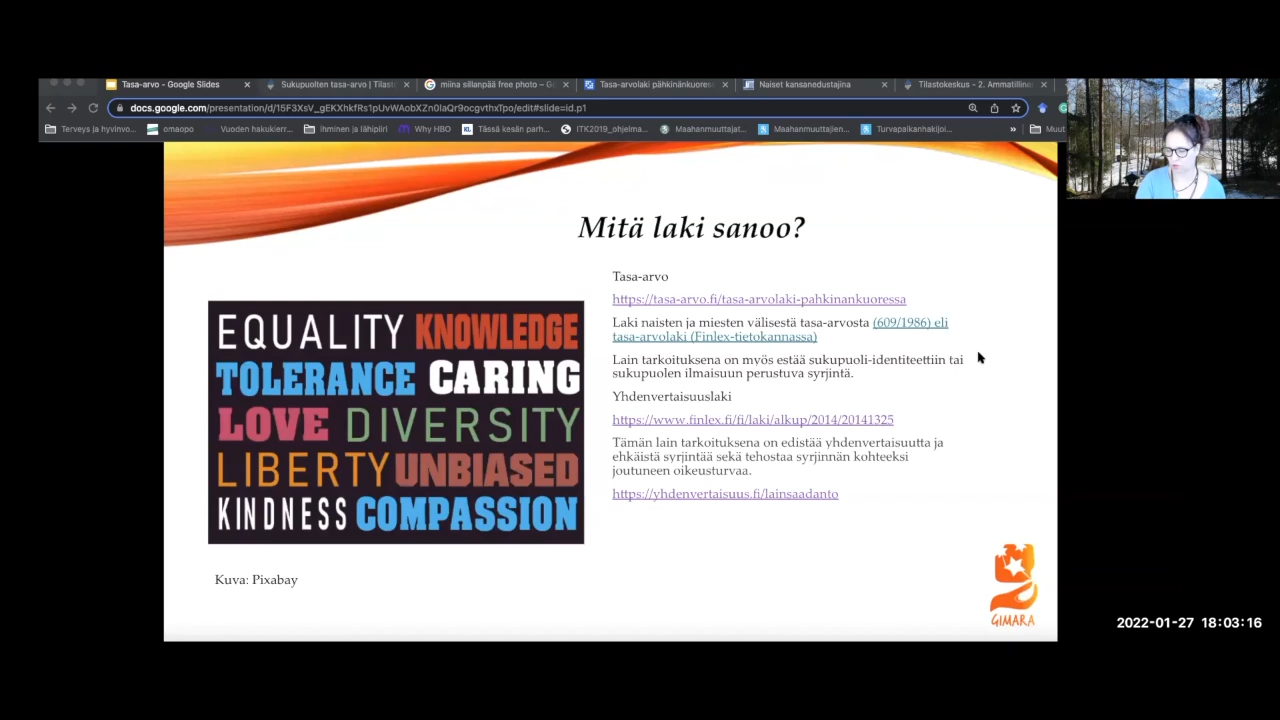 Tasa-arvo - Google Slides
Sukupuolten tasa-arvo | Tilast
miina sillanpää free photo – Go
Tasa-arvolaki pähkinänkuores
Naiset kansanedustajina
Tilastokeskus - 2. Ammatilliner
docs.google.com/presentation/d/15F3XsV_gEKXhkfRs1pUvWAobXZn0laQr9ocgvthxTpo/edit#slide=id.p1
Terveys ja hyvinvo...
omaopo
Vuoden hakukierr...
ihminen ja lähipiiri
Why HBO
Tässä kesän parh...
ITK2019_ohjelma...
Maahanmuuttajat...
Maahanmuuttajien...
Turvapaikanhakijoi...
»
Muut
Mitä laki sanoo?
EQUALITY KNOWLEDGE
TOLERANCE CARING
LOVE DIVERSITY
LIBERTY UNBIASED
KINDNESS COMPASSION
Kuva: Pixabay
Tasa-arvo
https://tasa-arvo.fi/tasa-arvolaki-pahkinankuoressa
Laki naisten ja miesten välisestä tasa-arvosta (609/1986) eli
tasa-arvolaki (Finlex-tietokannassa)
Lain tarkoituksena on myös estää sukupuoli-identiteettiin tai
sukupuolen ilmaisuun perustuva syrjintä.
Yhdenvertaisuuslaki
https://www.finlex.fi/fi/laki/alkup/2014/20141325
Tämän lain tarkoituksena on edistää yhdenvertaisuutta ja
ehkäistä syrjintää sekä tehostaa syrjinnän kohteeksi
joutuneen oikeusturvaa.
https://yhdenvertaisuus.fi/lainsaadanto
GIMARA
2022-01-27 18:03:16